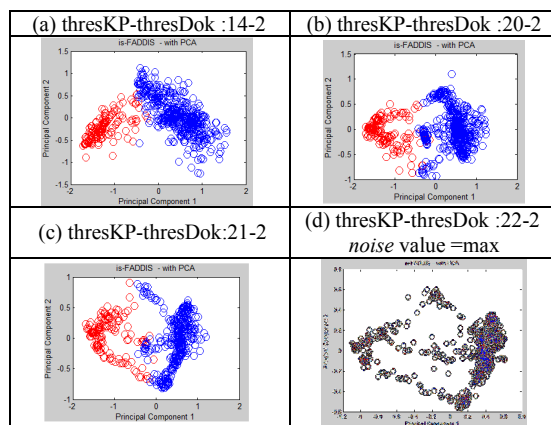 (a) thresKP-thresDok :14-2
is-FADDIS - with PCA
1.5
1
0.5
0
-0.5
-1
-1.5
Principal Component 2
-2 -1 0 1 2
Principal Component 1
(b) thresKP-thresDok :20-2
is-FADDIS - with PCA
1.5
1
0.5
0
-0.5
-1
Principal Component 2
-2 -1 0 1 2
Principal Component 1
(c) thresKP-thresDok:21-2
is-FADDIS - with PCA
1
0.5
0
-0.5
-1
Principal Component 2
-2 -1 0 1 2
Principal Component 1
(d) thresKP-thresDok :22-2
noise value =max